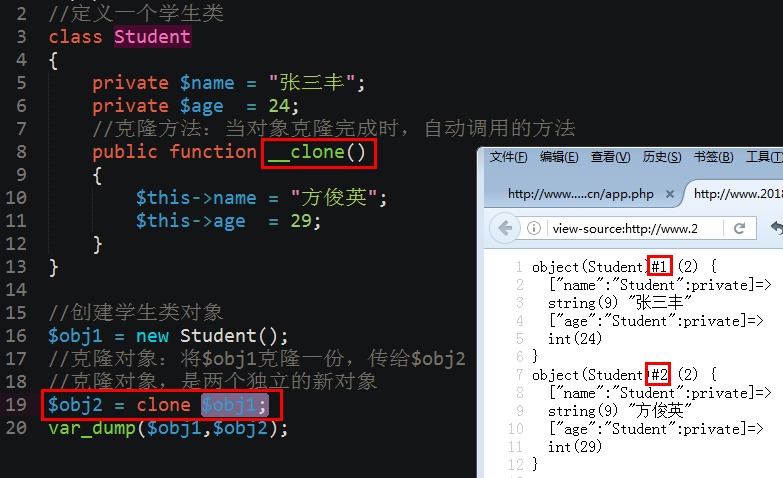 2 //定义一个学生类
3 class Student
4 {
5 private $name = "张三丰";
6 private $age  = 24;
7 //克隆方法：当对象克隆完成时，自动调用的方法
8 public function __clone()
9 {
10 $this->name = "方俊英";
11 $this->age  = 29;
12 }
13 }
14
15 //创建学生类对象
16 $obj1 = new Student();
17 //克隆对象：将$obj1克隆一份，传给$obj2
18 //克隆对象，是两个独立的新对象
19 $obj2 = clone $obj1;
20 var_dump($obj1,$obj2);
文件(F) 编辑(E) 查看(V) 历史(S) 书签(B) 工具(T)
http://www.....cn/app.php × http://www.2018
view-source:http://www.2
1 object(Student)#1 (2) {
2 ["name":"Student":private]=>
3 string(9) "张三丰"
4 ["age":"Student":private]=>
5 int(24)
6 }
7 object(Student)#2 (2) {
8 ["name":"Student":private]=>
9 string(9) "方俊英"
10 ["age":"Student":private]=>
11 int(29)
12 }